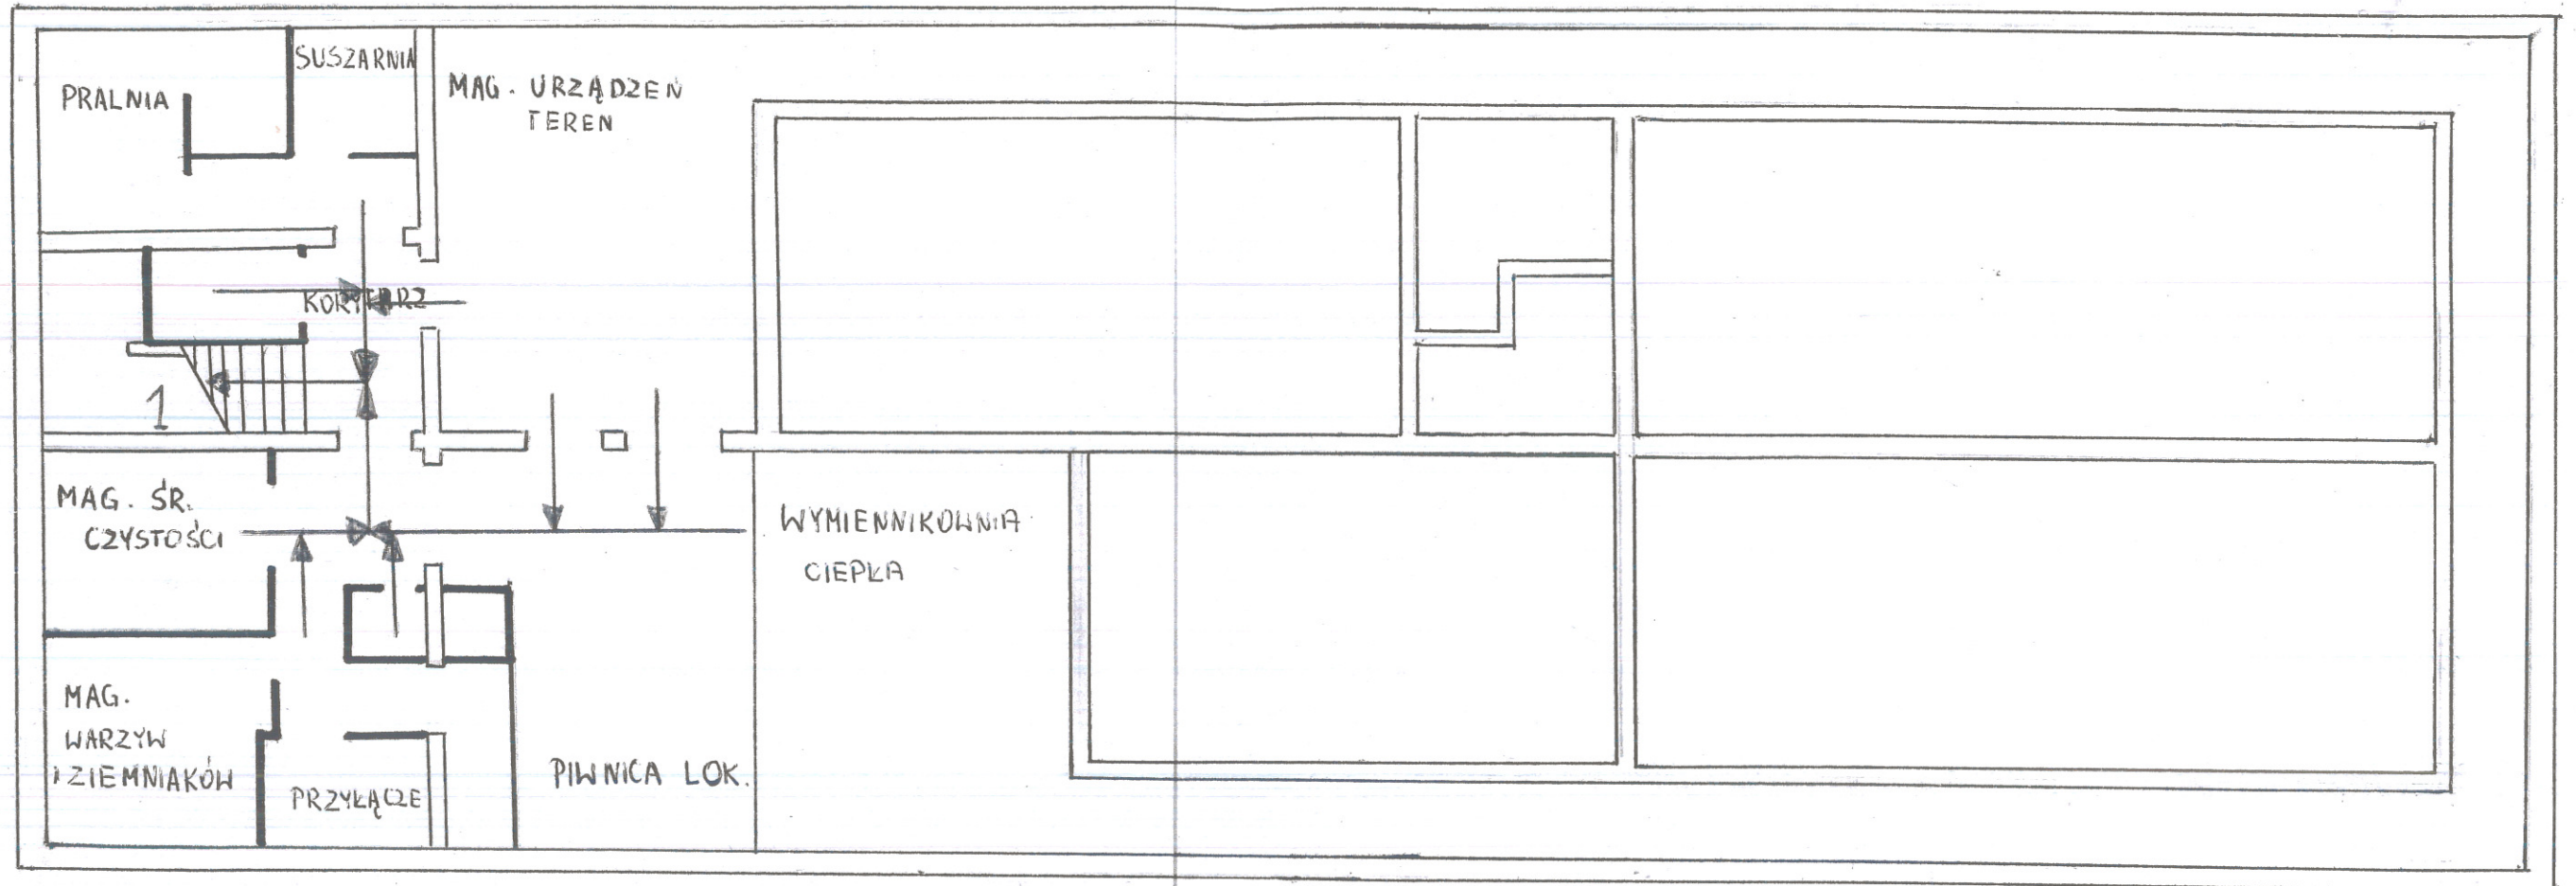 SUSZARNIA
PRALNIA
MAG. URZĄDZEŃ
TEREN
KORYTARZ
1
MAG. ŚR.
CZYSTOŚCI
WYMIENNIKOWNIA
CIEPŁA
MAG.
WARZYW
I ZIEMNIAKÓW
PRZYŁĄCZE
PIWNICA LOK.